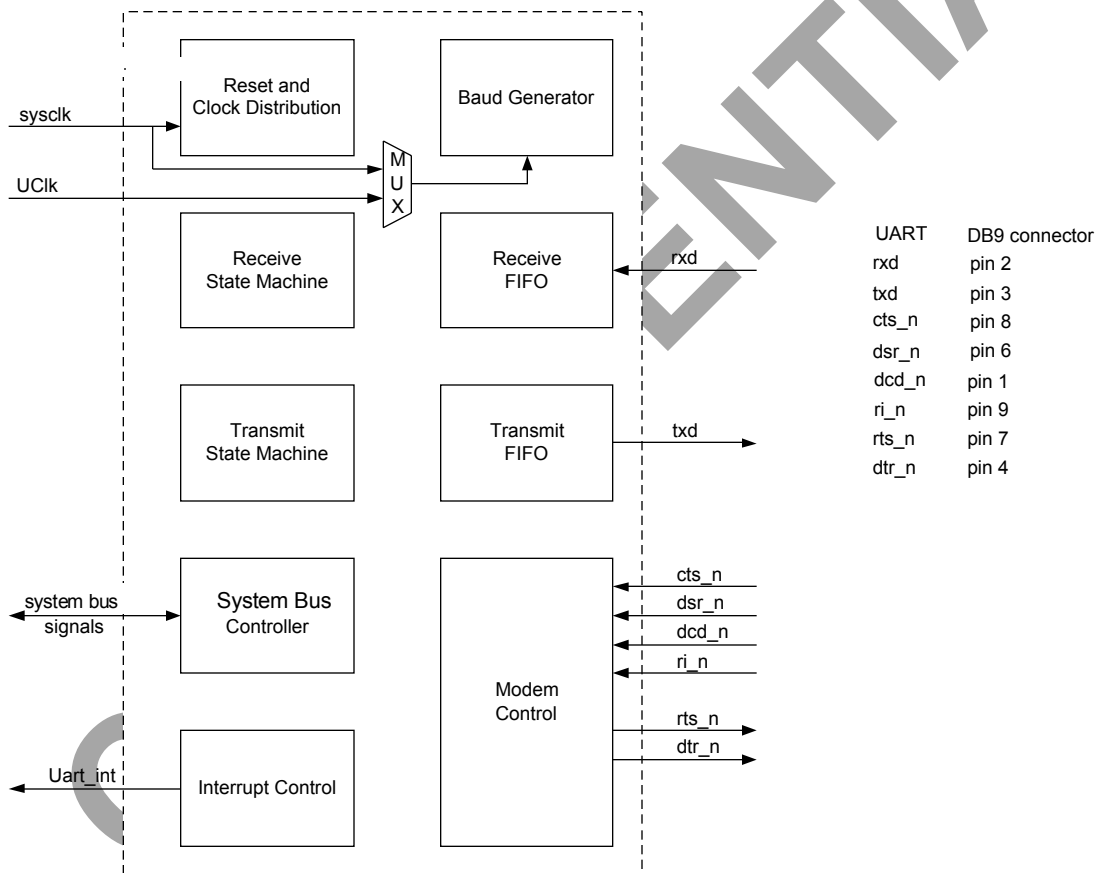 Reset and
Clock Distribution
Baud Generator
sysclk
MUX
UClk
Receive
State Machine
Receive
FIFO
rxd
Transmit
State Machine
Transmit
FIFO
txd
system bus
signals
System Bus
Controller
Modem
Control
cts_n
dsr_n
dcd_n
ri_n
rts_n
dtr_n
Uart_int
Interrupt Control
UART DB9 connector
rxd pin 2
txd pin 3
cts_n pin 8
dsr_n pin 6
dcd_n pin 1
ri_n pin 9
rts_n pin 7
dtr_n pin 4